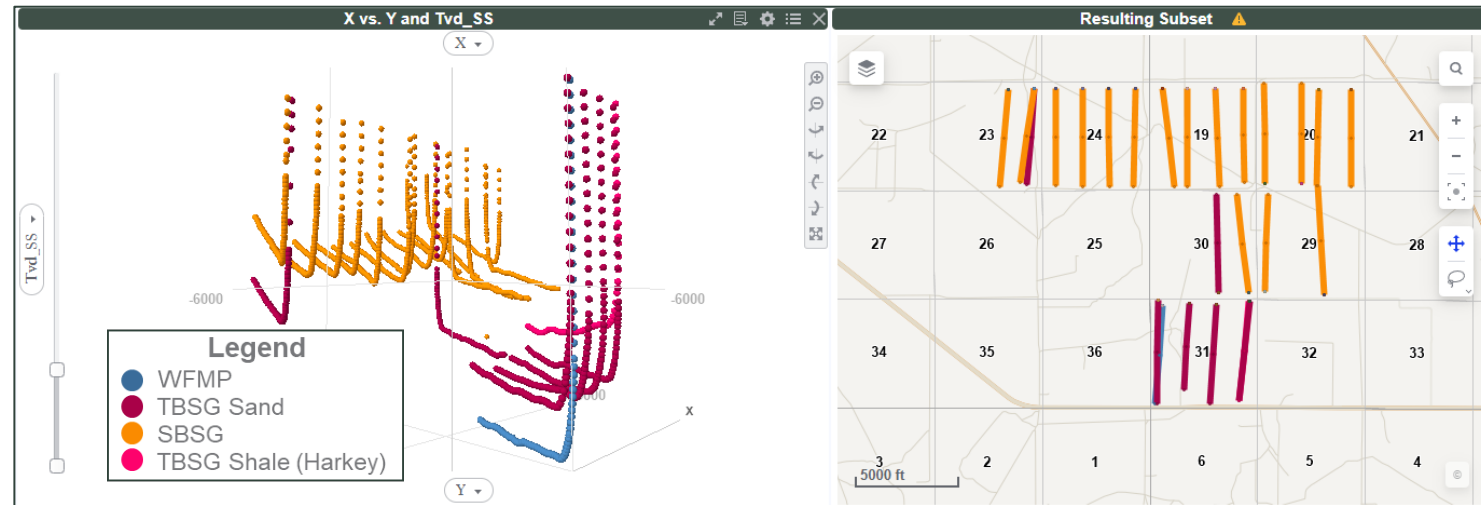 X vs. Y and Tvd_SS
X
Tvd_SS
-6000
-6000
X
Y
Legend
WFMP
TBSG Sand
SBSG
TBSG Shale (Harkey)
Resulting Subset
22 23 24 19 20 21
27 26 25 30 29 28
34 35 36 31 32 33
3 2 1 6 5 4
5000 ft
©